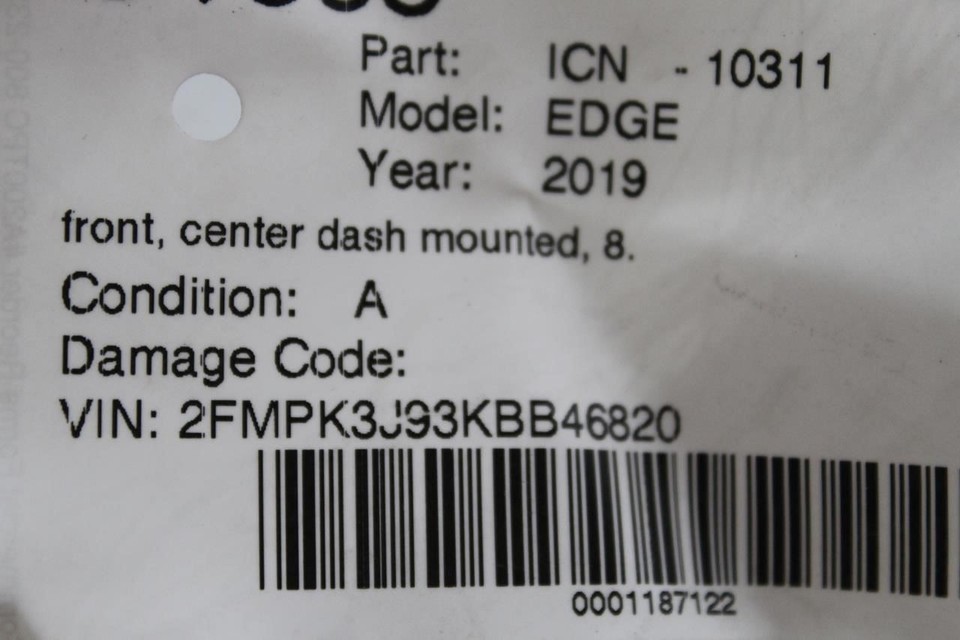 Part: ICN - 10311
Model: EDGE
Year: 2019
front, center dash mounted, 8.
Condition: A
Damage Code:
VIN: 2FMPK3J93KBB46820
0001187122